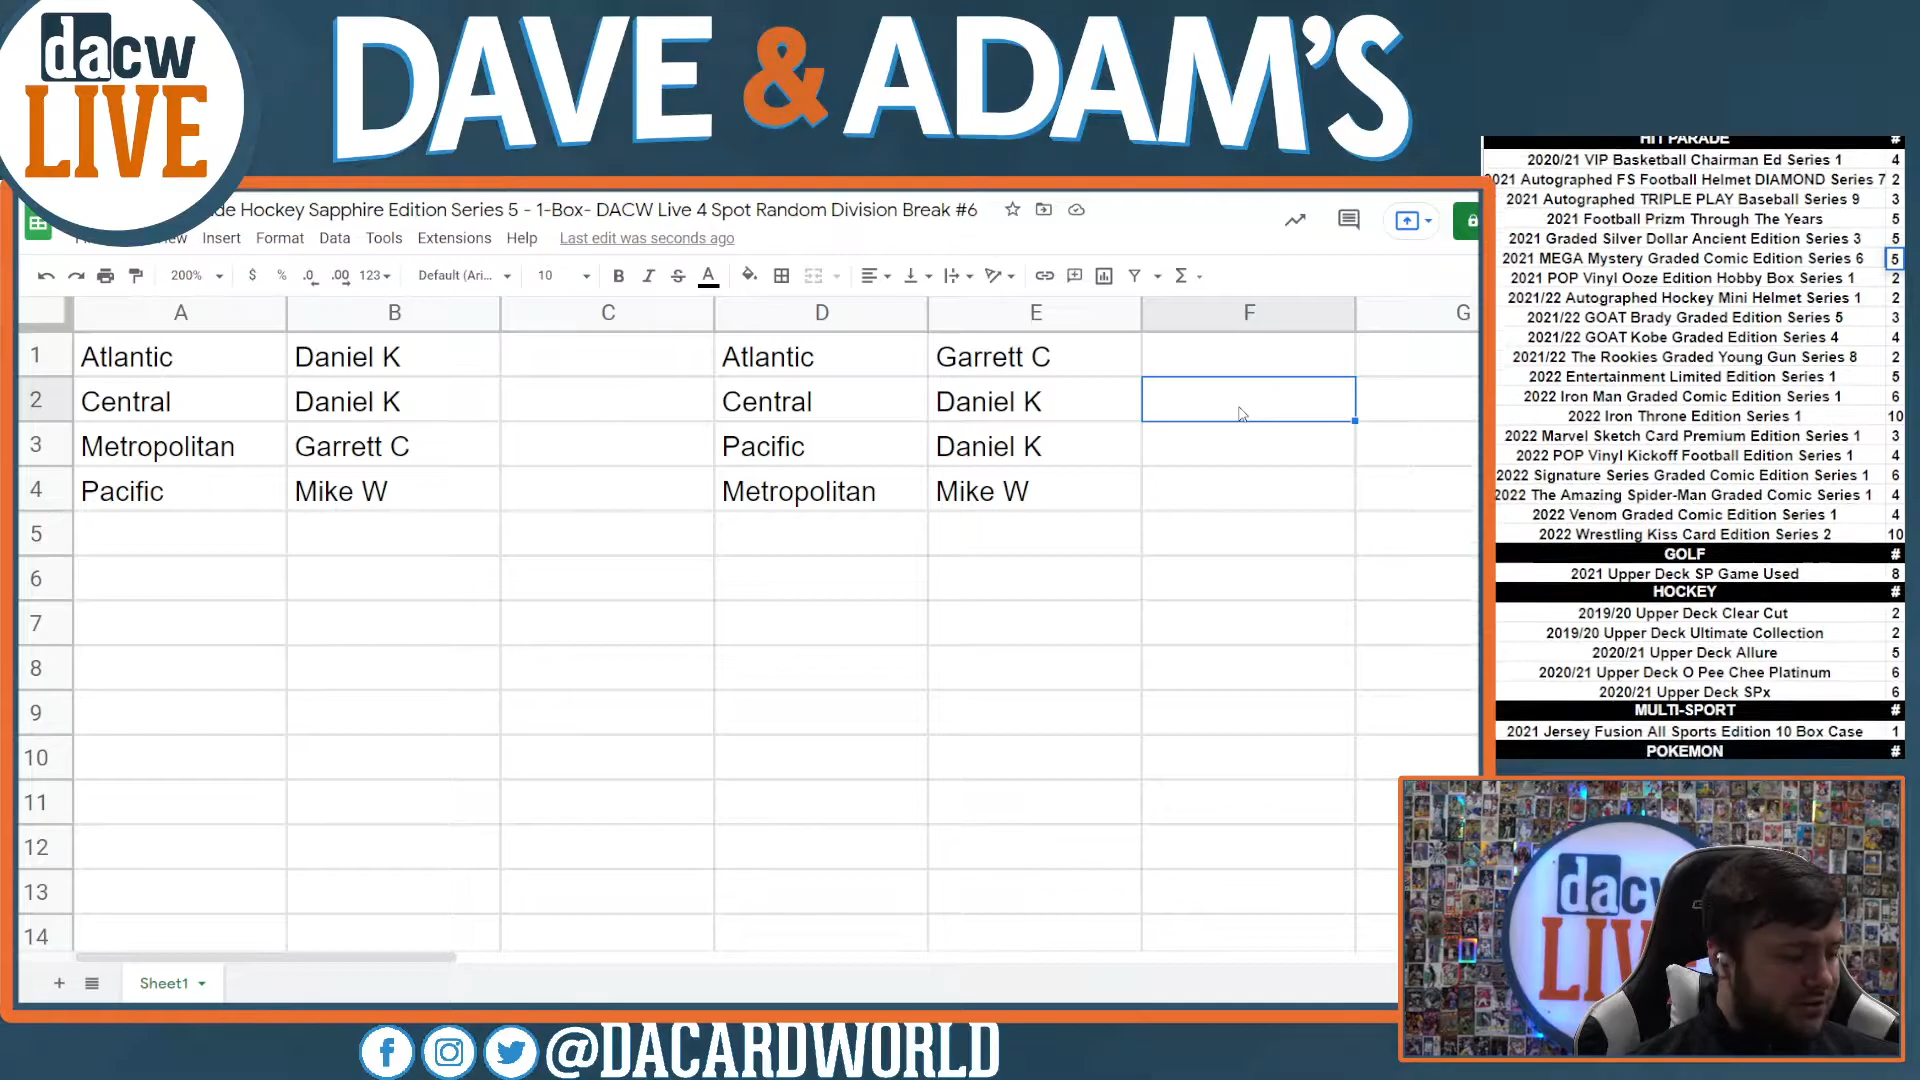 dacw
LIVE
DAVE & ADAM'S
de Hockey Sapphire Edition Series 5 - 1-Box- DACW Live 4 Spot Random Division Break #6
Insert Format Data Tools Extensions Help Last edit was seconds ago
200% $ % .0 .00 123 Default (Ari... 10 B I S A
A B C D E F G
1 Atlantic Daniel K Atlantic Garrett C
2 Central Daniel K Central Daniel K
3 Metropolitan Garrett C Pacific Daniel K
4 Pacific Mike W Metropolitan Mike W
5
6
7
8
9
10
11
12
13
14
+ Sheet1
HIT PARADE #
2020/21 VIP Basketball Chairman Ed Series 1 4
2021 Autographed FS Football Helmet DIAMOND Series 7 2
2021 Autographed TRIPLE PLAY Baseball Series 9 3
2021 Football Prizm Through The Years 5
2021 Graded Silver Dollar Ancient Edition Series 3 5
2021 MEGA Mystery Graded Comic Edition Series 6 5
2021 POP Vinyl Ooze Edition Hobby Box Series 1 2
2021/22 Autographed Hockey Mini Helmet Series 1 2
2021/22 GOAT Brady Graded Edition Series 5 3
2021/22 GOAT Kobe Graded Edition Series 4 4
2021/22 The Rookies Graded Young Gun Series 8 2
2022 Entertainment Limited Edition Series 1 5
2022 Iron Man Graded Comic Edition Series 1 6
2022 Iron Throne Edition Series 1 10
2022 Marvel Sketch Card Premium Edition Series 1 3
2022 POP Vinyl Kickoff Football Edition Series 1 4
2022 Signature Series Graded Comic Edition Series 1 6
2022 The Amazing Spider-Man Graded Comic Series 1 4
2022 Venom Graded Comic Edition Series 1 4
2022 Wrestling Kiss Card Edition Series 2 10
GOLF #
2021 Upper Deck SP Game Used 8
HOCKEY #
2019/20 Upper Deck Clear Cut 2
2019/20 Upper Deck Ultimate Collection 2
2020/21 Upper Deck Allure 5
2020/21 Upper Deck O Pee Chee Platinum 6
2020/21 Upper Deck SPx 6
MULTI-SPORT #
2021 Jersey Fusion All Sports Edition 10 Box Case 1
POKEMON #
dacw
LIV
@DACARDWORLD